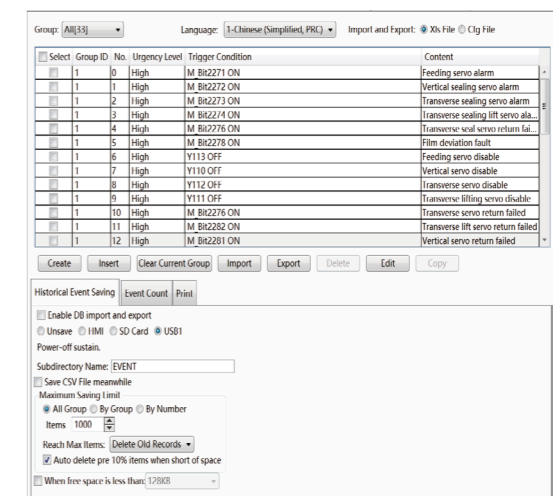 Group: All[33] Language: 1-Chinese (Simplified, PRC) Import and Export: Xls File Cfg File
Select Group ID No. Urgency Level Trigger Condition Content
1 0 High M_Bit2271 ON Feeding servo alarm
1 1 High M_Bit2272 ON Vertical sealing servo alarm
1 2 High M_Bit2273 ON Transverse sealing servo alarm
1 3 High M_Bit2274 ON Transverse sealing lift servo ala...
1 4 High M_Bit2276 ON Transverse seal servo return fai...
1 5 High M_Bit2278 ON Film deviation fault
1 6 High Y113 OFF Feeding servo disable
1 7 High Y110 OFF Vertical servo disable
1 8 High Y112 OFF Transverse servo disable
1 9 High Y111 OFF Transverse lifting servo disable
1 10 High M_Bit2276 ON Transverse servo return failed
1 11 High M_Bit2282 ON Transverse lift servo return failed
1 12 High M_Bit2281 ON Vertical servo return failed
Create Insert Clear Current Group Import Export Delete Edit Copy
Historical Event Saving Event Count Print
Enable DB import and export
Unsave HMI SD Card USB1
Power-off sustain.
Subdirectory Name: EVENT
Save CSV File meanwhile
Maximum Saving Limit
All Group By Group By Number
Items 1000
Reach Max Items: Delete Old Records
Auto delete pre 10% items when short of space
When free space is less than: 128KB